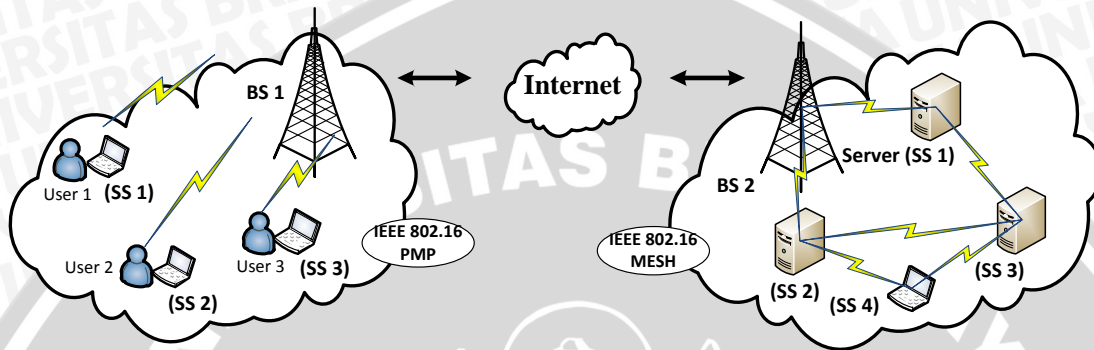 BS 1
User 1
(SS 1)
User 2
(SS 2)
User 3
(SS 3)
IEEE 802.16
PMP
Internet
BS 2
Server (SS 1)
(SS 2)
(SS 3)
(SS 4)
IEEE 802.16
MESH
SITAS B